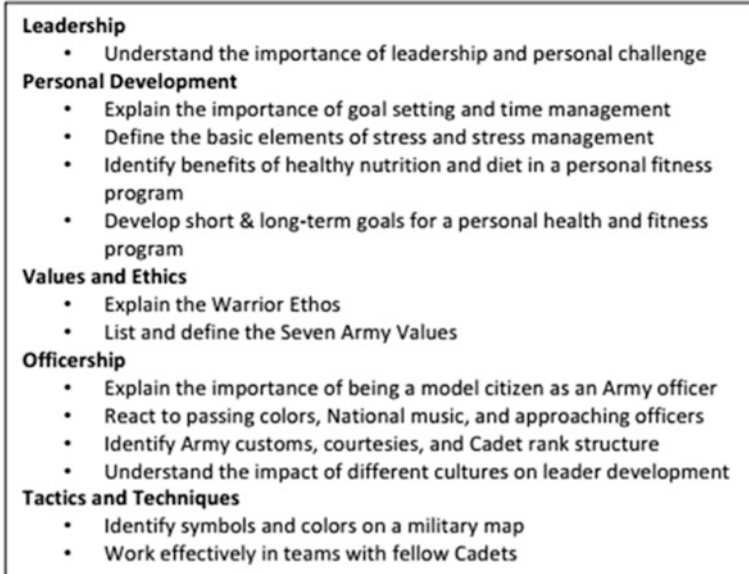 Leadership
• Understand the importance of leadership and personal challenge
Personal Development
• Explain the importance of goal setting and time management
• Define the basic elements of stress and stress management
• Identify benefits of healthy nutrition and diet in a personal fitness
program
• Develop short & long-term goals for a personal health and fitness
program
Values and Ethics
• Explain the Warrior Ethos
• List and define the Seven Army Values
Officership
• Explain the importance of being a model citizen as an Army officer
• React to passing colors, National music, and approaching officers
• Identify Army customs, courtesies, and Cadet rank structure
• Understand the impact of different cultures on leader development
Tactics and Techniques
• Identify symbols and colors on a military map
• Work effectively in teams with fellow Cadets